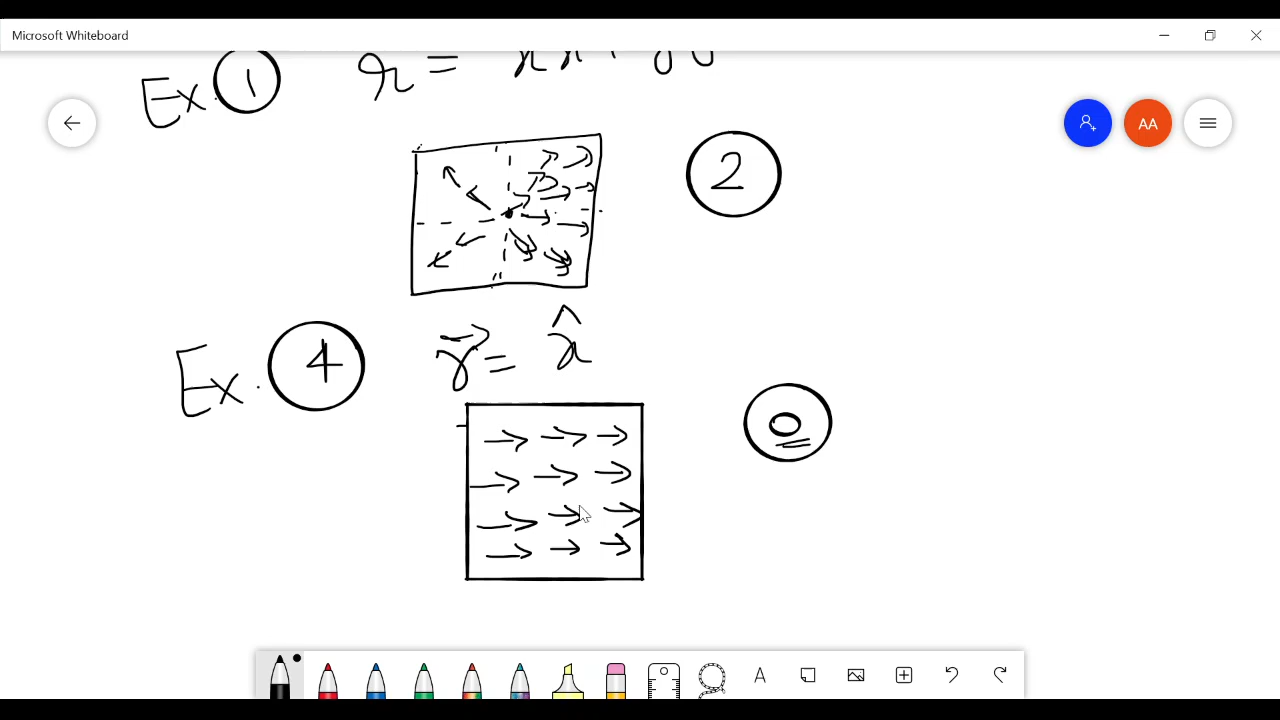 Microsoft Whiteboard
Ex. 1 r =
AA
2
Ex. 4 r⃗ = x̂
0
A